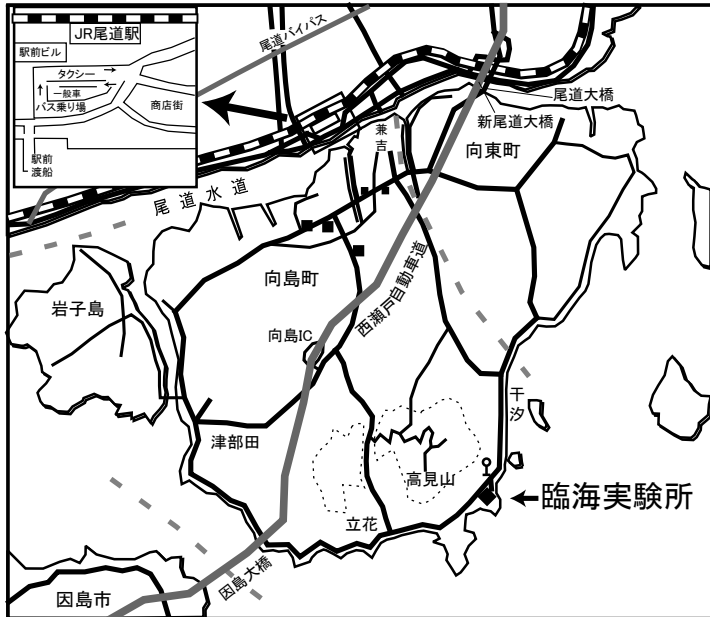 JR尾道駅
駅前ビル
タクシー
一般車
バス乗り場
商店街
駅前
渡船
尾道バイパス
尾道大橋
新尾道大橋
兼吉
向東町
尾道水道
向島町
西瀬戸自動車道
岩子島
向島IC
干汐
津部田
高見山
臨海実験所
立花
因島大橋
因島市